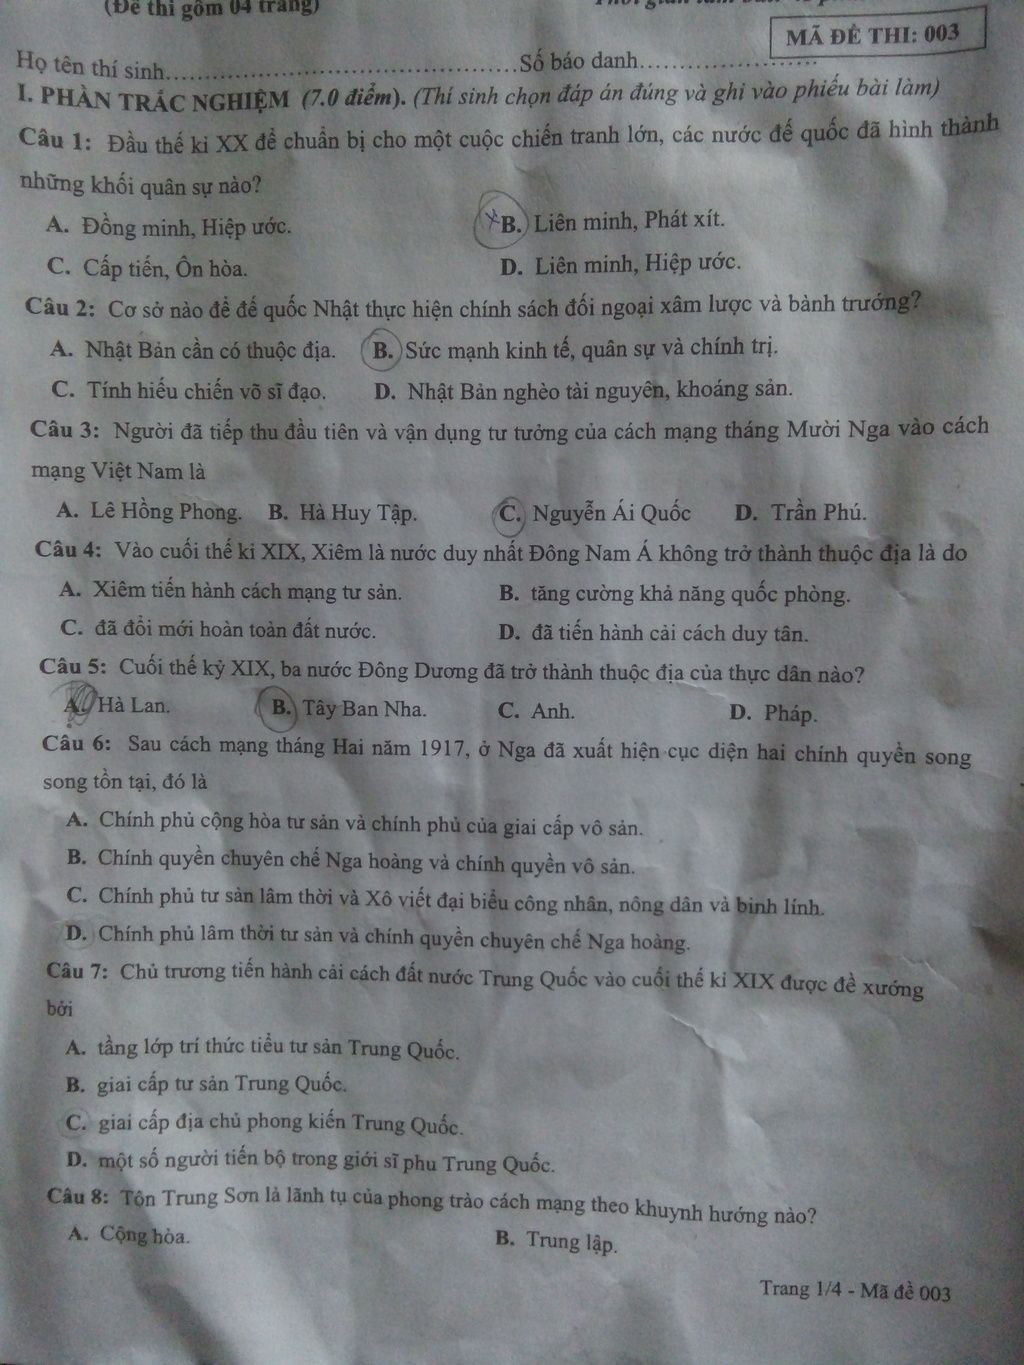 (Đề thi gồm 04 trang)
MÃ ĐỀ THI: 003
Họ tên thí sinh..............................................Số báo danh........................
I. PHẦN TRẮC NGHIỆM (7.0 điểm). (Thí sinh chọn đáp án đúng và ghi vào phiếu bài làm)
Câu 1: Đầu thế kỉ XX để chuẩn bị cho một cuộc chiến tranh lớn, các nước đế quốc đã hình thành
những khối quân sự nào?
A. Đồng minh, Hiệp ước. B. Liên minh, Phát xít.
C. Cấp tiến, Ôn hòa. D. Liên minh, Hiệp ước.
Câu 2: Cơ sở nào để đế quốc Nhật thực hiện chính sách đối ngoại xâm lược và bành trướng?
A. Nhật Bản cần có thuộc địa. B. Sức mạnh kinh tế, quân sự và chính trị.
C. Tính hiếu chiến võ sĩ đạo. D. Nhật Bản nghèo tài nguyên, khoáng sản.
Câu 3: Người đã tiếp thu đầu tiên và vận dụng tư tưởng của cách mạng tháng Mười Nga vào cách
mạng Việt Nam là
A. Lê Hồng Phong. B. Hà Huy Tập. C. Nguyễn Ái Quốc D. Trần Phú.
Câu 4: Vào cuối thế kỉ XIX, Xiêm là nước duy nhất Đông Nam Á không trở thành thuộc địa là do
A. Xiêm tiến hành cách mạng tư sản. B. tăng cường khả năng quốc phòng.
C. đã đổi mới hoàn toàn đất nước. D. đã tiến hành cải cách duy tân.
Câu 5: Cuối thế kỷ XIX, ba nước Đông Dương đã trở thành thuộc địa của thực dân nào?
A. Hà Lan. B. Tây Ban Nha. C. Anh. D. Pháp.
Câu 6: Sau cách mạng tháng Hai năm 1917, ở Nga đã xuất hiện cục diện hai chính quyền song
song tồn tại, đó là
A. Chính phủ cộng hòa tư sản và chính phủ của giai cấp vô sản.
B. Chính quyền chuyên chế Nga hoàng và chính quyền vô sản.
C. Chính phủ tư sản lâm thời và Xô viết đại biểu công nhân, nông dân và binh lính.
D. Chính phủ lâm thời tư sản và chính quyền chuyên chế Nga hoàng.
Câu 7: Chủ trương tiến hành cải cách đất nước Trung Quốc vào cuối thế kỉ XIX được đề xướng
bởi
A. tầng lớp trí thức tiểu tư sản Trung Quốc.
B. giai cấp tư sản Trung Quốc.
C. giai cấp địa chủ phong kiến Trung Quốc.
D. một số người tiến bộ trong giới sĩ phu Trung Quốc.
Câu 8: Tôn Trung Sơn là lãnh tụ của phong trào cách mạng theo khuynh hướng nào?
A. Cộng hòa. B. Trung lập.
Trang 1/4 - Mã đề 003